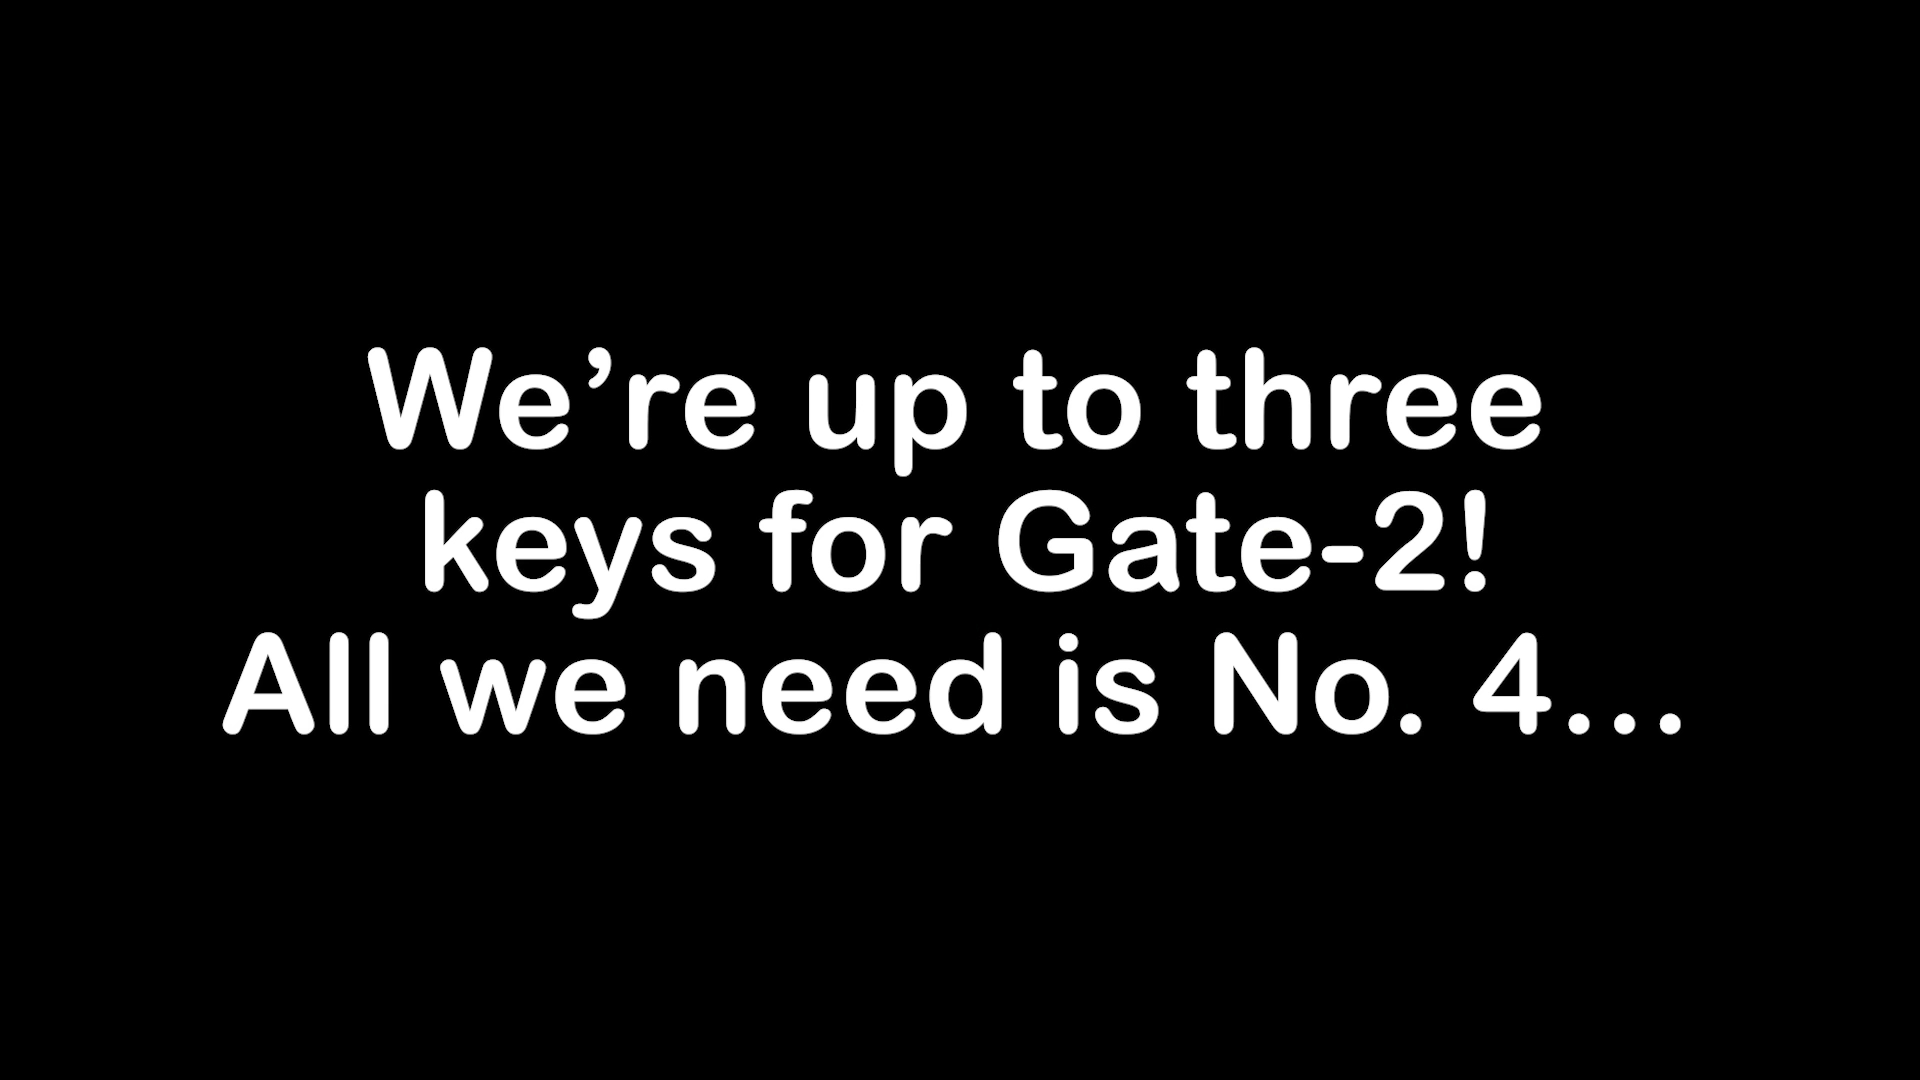 We’re up to three
keys for Gate-2!
All we need is No. 4...